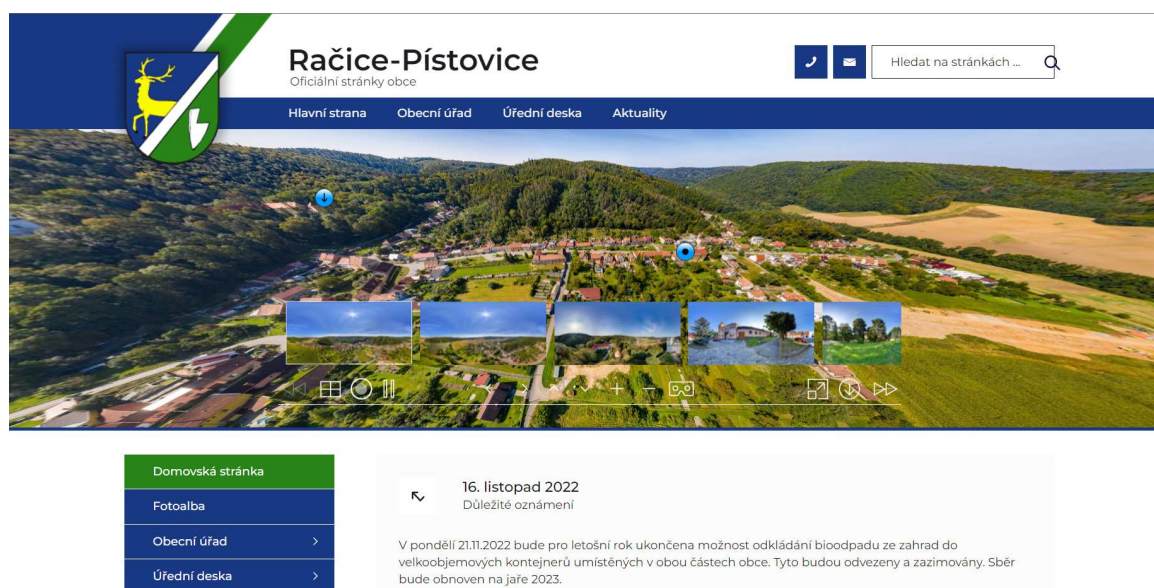 Račice-Pístovice
Oficiální stránky obce
Hledat na stránkách ...
Hlavní strana Obecní úřad Úřední deska Aktuality
Domovská stránka
Fotoalba
Obecní úřad
Úřední deska
16. listopad 2022
Důležité oznámení
V pondělí 21.11.2022 bude pro letošní rok ukončena možnost odkládání bioodpadu ze zahrad do
velkoobjemových kontejnerů umístěných v obou částech obce. Tyto budou odvezeny a zazimovány. Sběr
bude obnoven na jaře 2023.